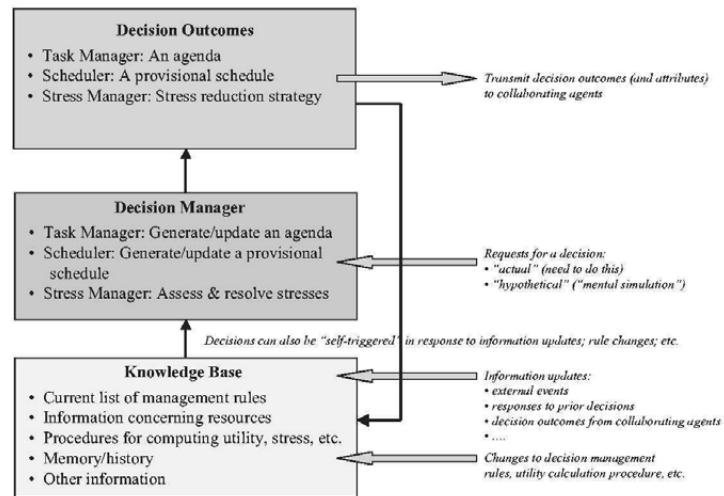 Decision Outcomes
• Task Manager: An agenda
• Scheduler: A provisional schedule
• Stress Manager: Stress reduction strategy
Transmit decision outcomes (and attributes)
to collaborating agents
Decision Manager
• Task Manager: Generate/update an agenda
• Scheduler: Generate/update a provisional
schedule
• Stress Manager: Assess & resolve stresses
Requests for a decision:
• "actual" (need to do this)
• "hypothetical" ("mental simulation")
Decisions can also be "self-triggered" in response to information updates; rule changes; etc.
Knowledge Base
• Current list of management rules
• Information concerning resources
• Procedures for computing utility, stress, etc.
• Memory/history
• Other information
Information updates:
• external events
• responses to prior decisions
• decision outcomes from collaborating agents
• ....
Changes to decision management
rules, utility calculation procedure, etc.